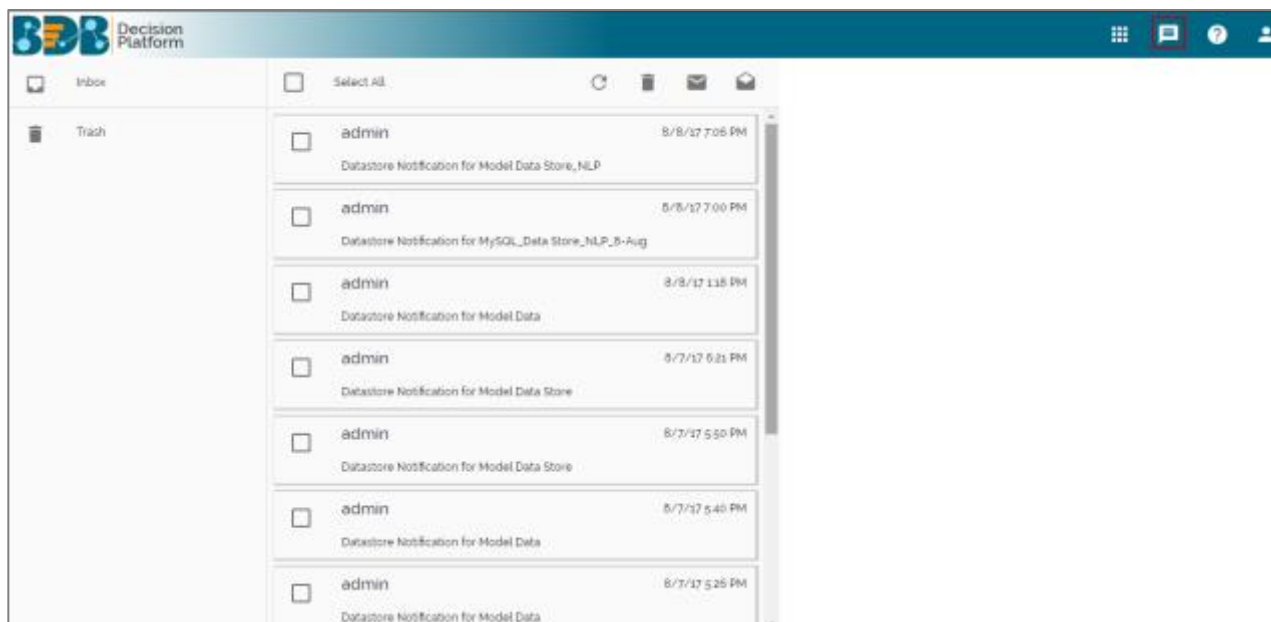 BDB Decision
Platform
Inbox
Select All
Trash
admin 8/8/17 7:06 PM
Datastore Notification for Model Data Store_NLP
admin 8/8/17 7:00 PM
Datastore Notification for MySQL_Data Store_NLP_8-Aug
admin 8/8/17 1:18 PM
Datastore Notification for Model Data
admin 8/7/17 6:21 PM
Datastore Notification for Model Data Store
admin 8/7/17 5:50 PM
Datastore Notification for Model Data Store
admin 8/7/17 5:40 PM
Datastore Notification for Model Data
admin 8/7/17 5:26 PM
Datastore Notification for Model Data